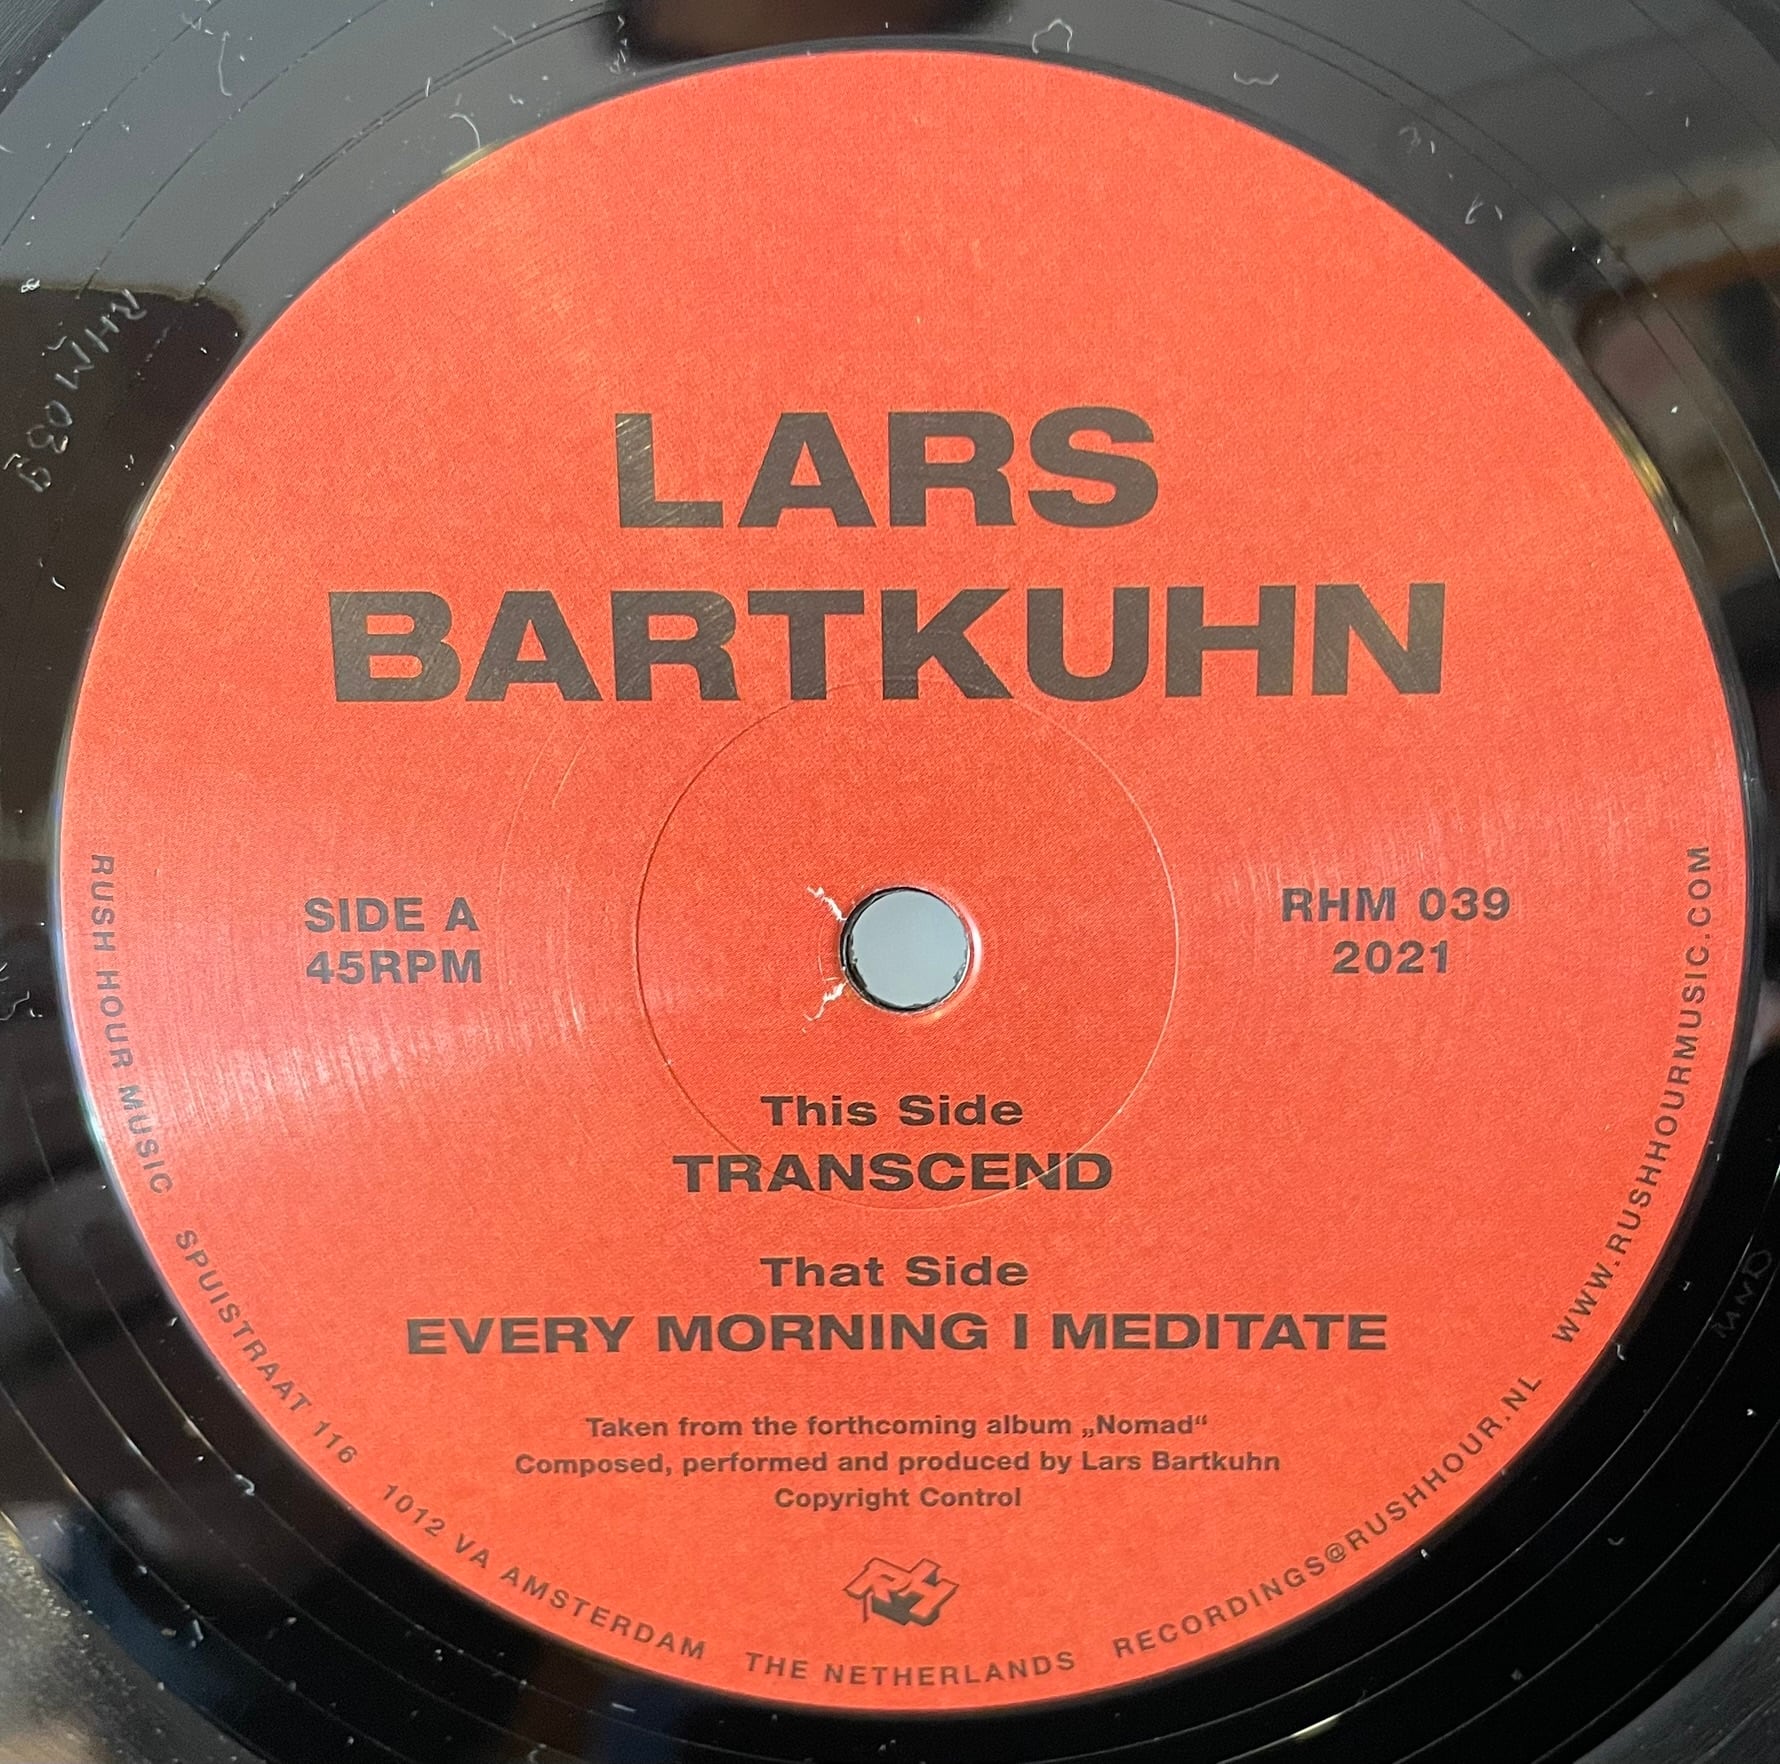 LARS
BARTKUHN
SIDE A
45RPM
RHM 039
2021
This Side
TRANSCEND
That Side
EVERY MORNING I MEDITATE
Taken from the forthcoming album „Nomad“
Composed, performed and produced by Lars Bartkuhn
Copyright Control
RH
RUSH HOUR MUSIC SPUISTRAAT 116 1012 VA AMSTERDAM THE NETHERLANDS RECORDINGS@RUSHHOUR.NL WWW.RUSHHOURMUSIC.COM
RHM 039